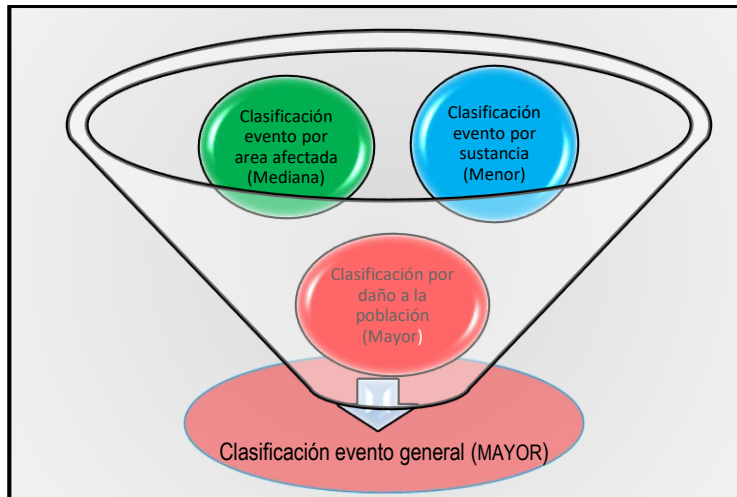 Clasificación
evento por
area afectada
(Mediana)
Clasificación
evento por
sustancia
(Menor)
Clasificación por
daño a la
población
(Mayor)
Clasificación evento general (MAYOR)